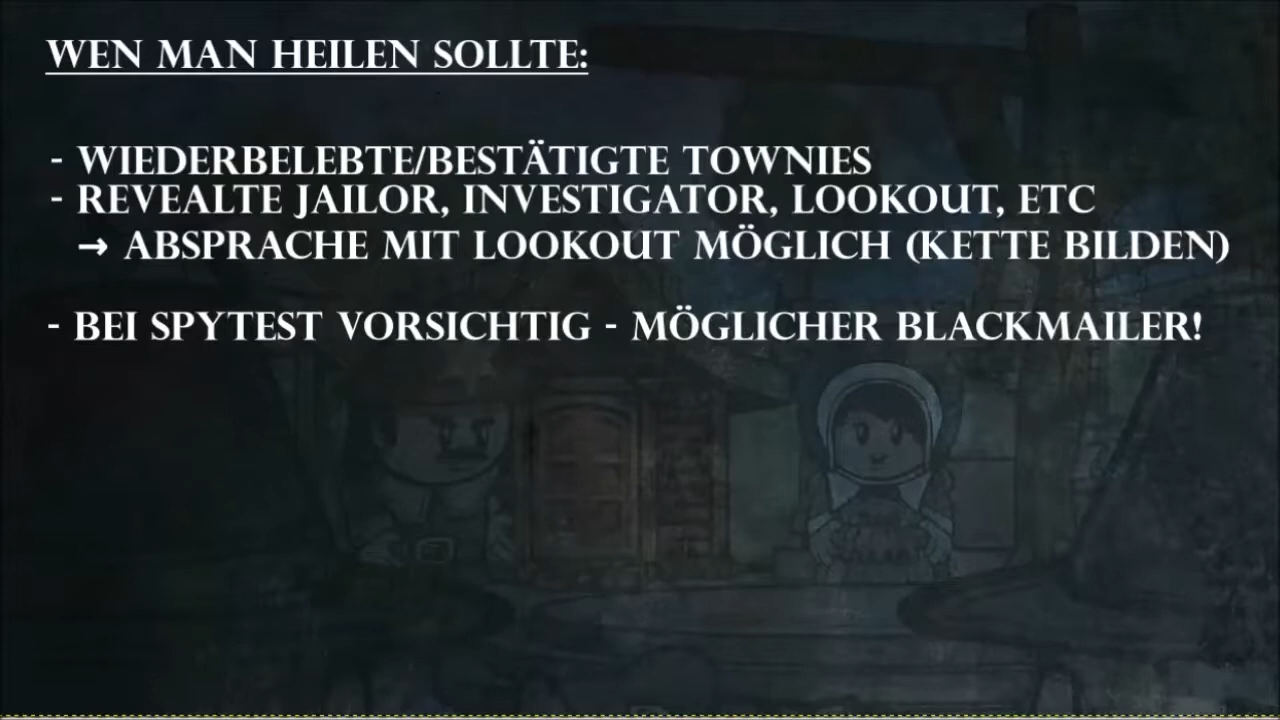 WEN MAN HEILEN SOLLTE:
- WIEDERBELEBTE/BESTÄTIGTE TOWNIES
- REVEALTE JAILOR, INVESTIGATOR, LOOKOUT, ETC
→ ABSPRACHE MIT LOOKOUT MÖGLICH (KETTE BILDEN)
- BEI SPYTEST VORSICHTIG - MÖGLICHER BLACKMAILER!